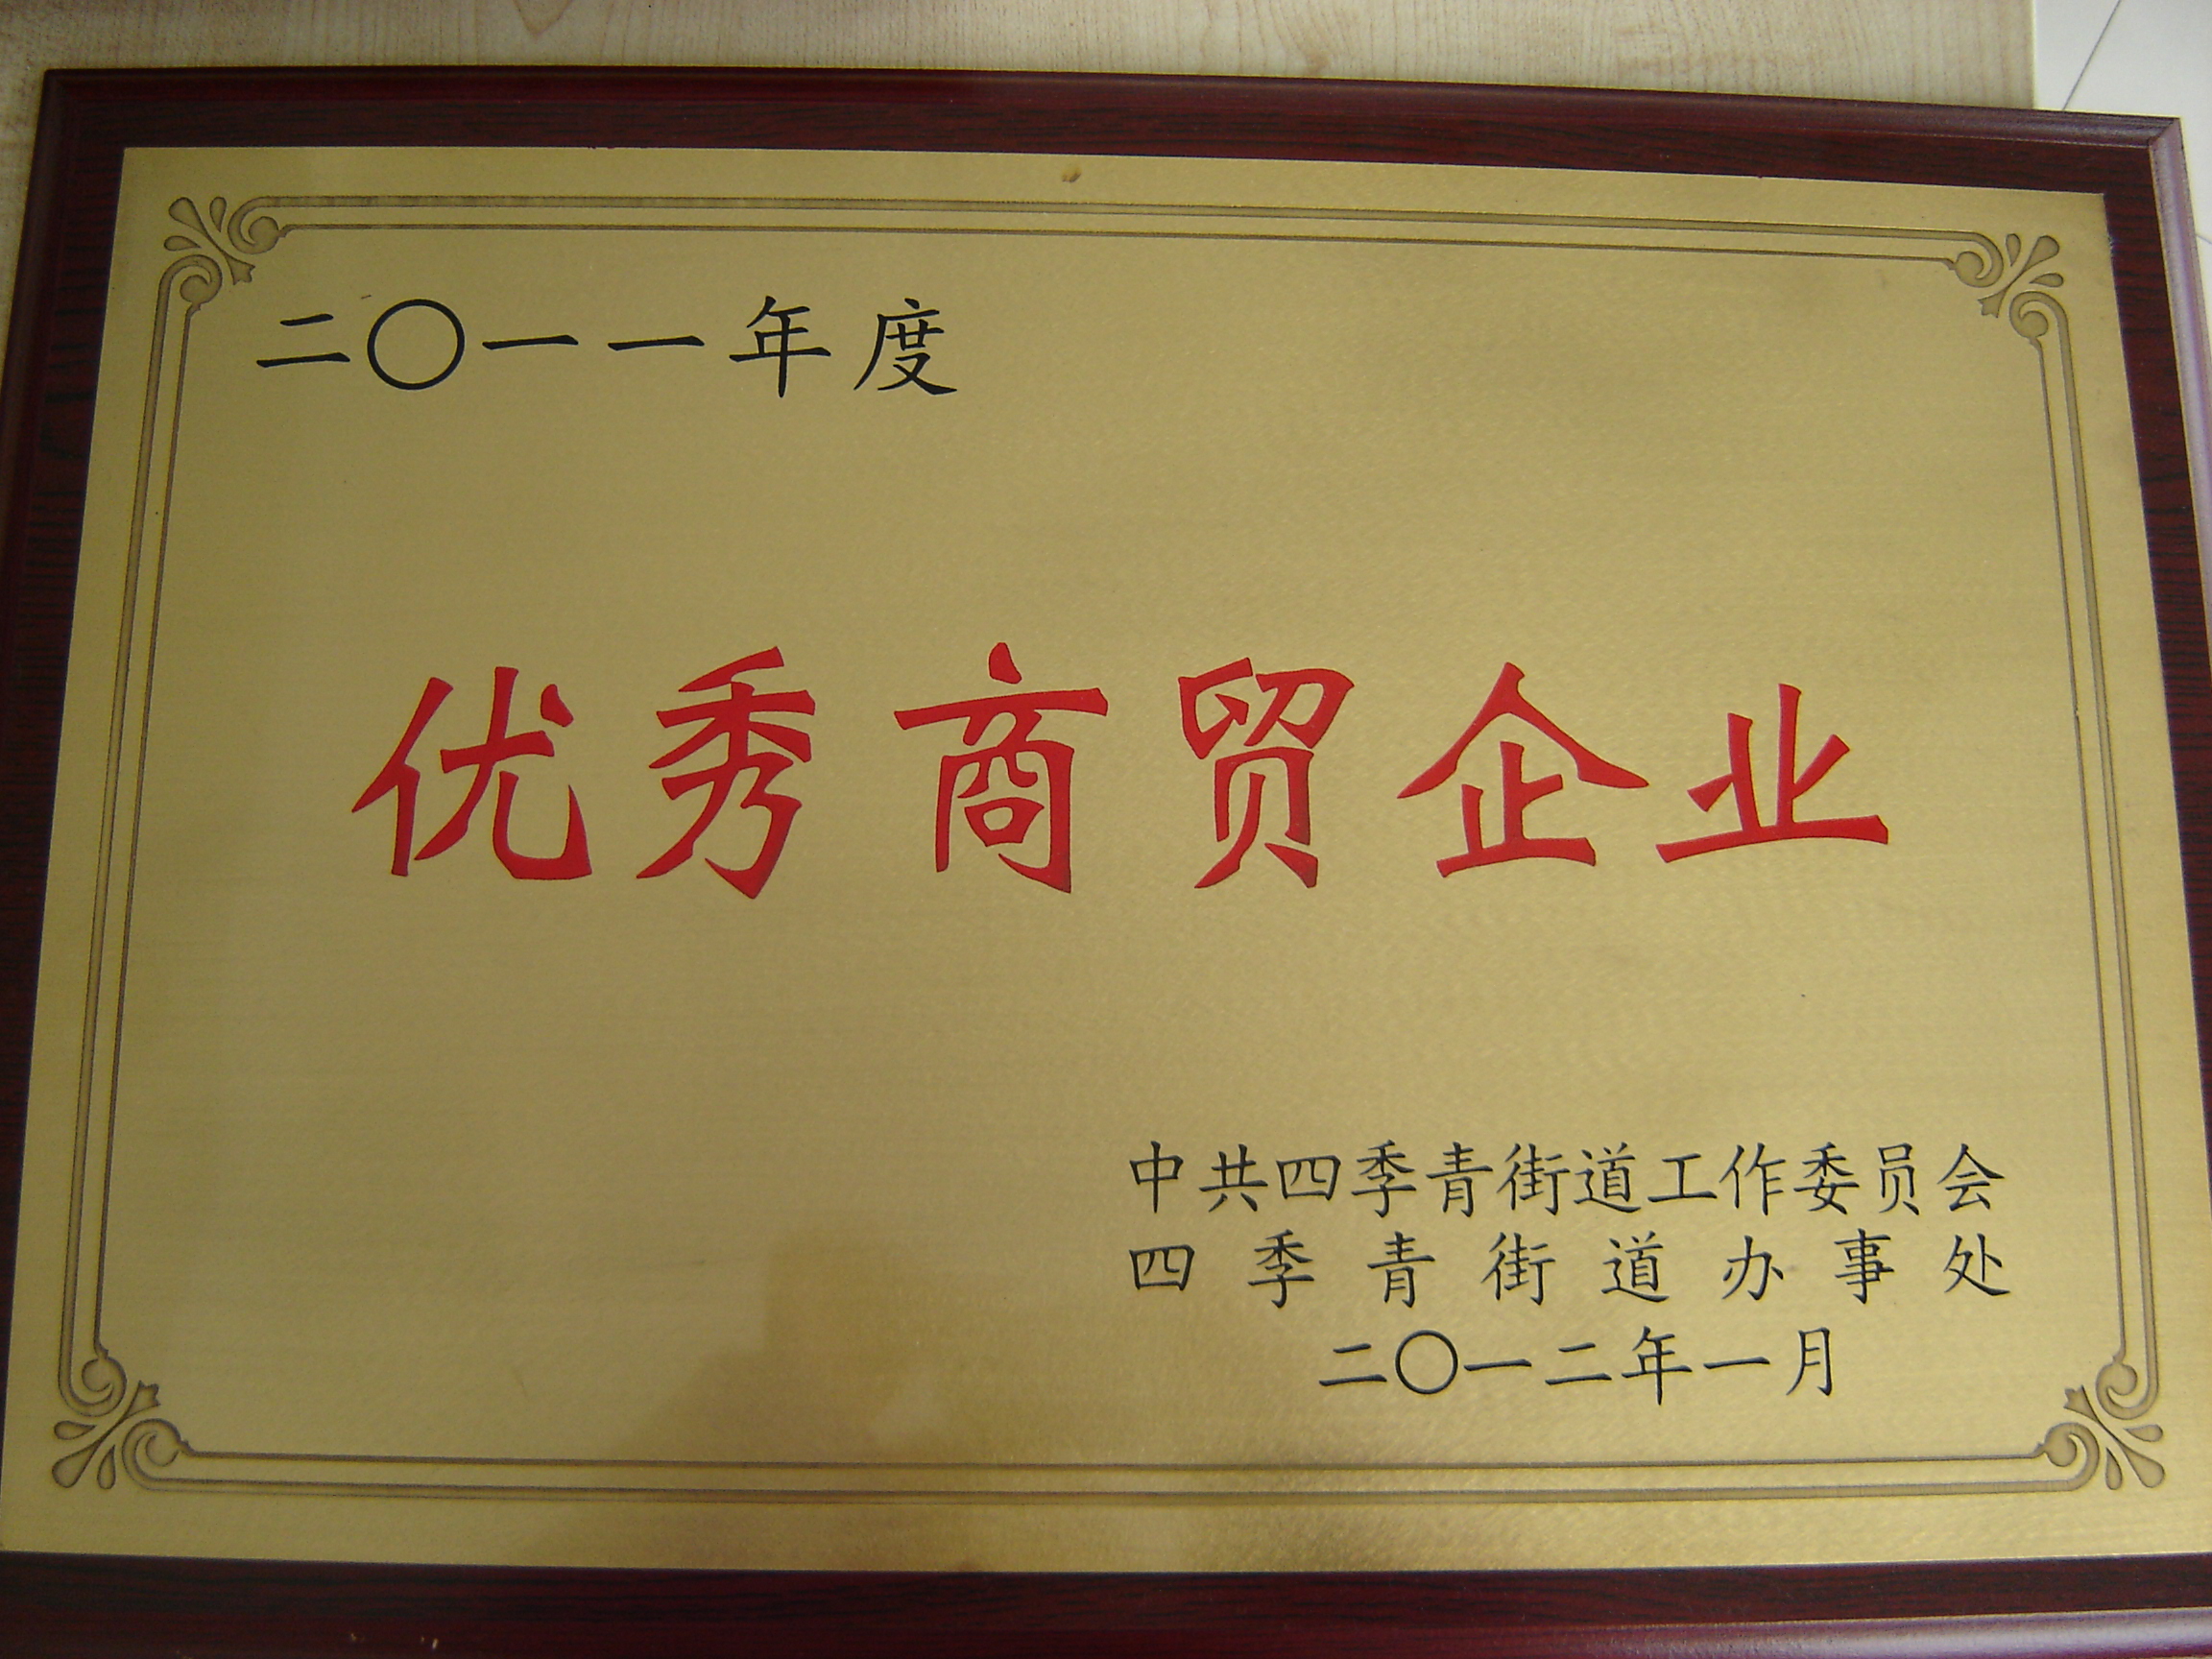 二〇一一年度
优秀商贸企业
中共四季青街道工作委员会
四季青街道办事处
二〇一二年一月